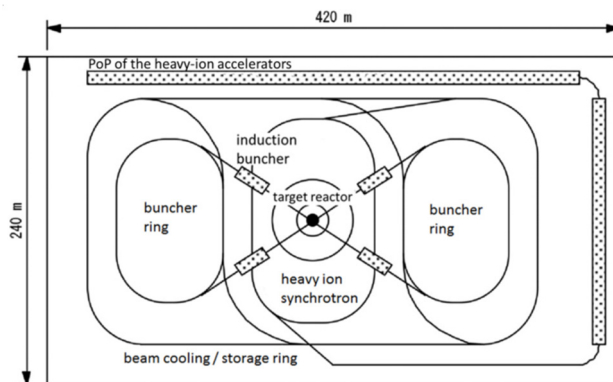 420 m
PoP of the heavy-ion accelerators
240 m
induction
buncher
target reactor
buncher
ring
buncher
ring
heavy ion
synchrotron
beam cooling / storage ring